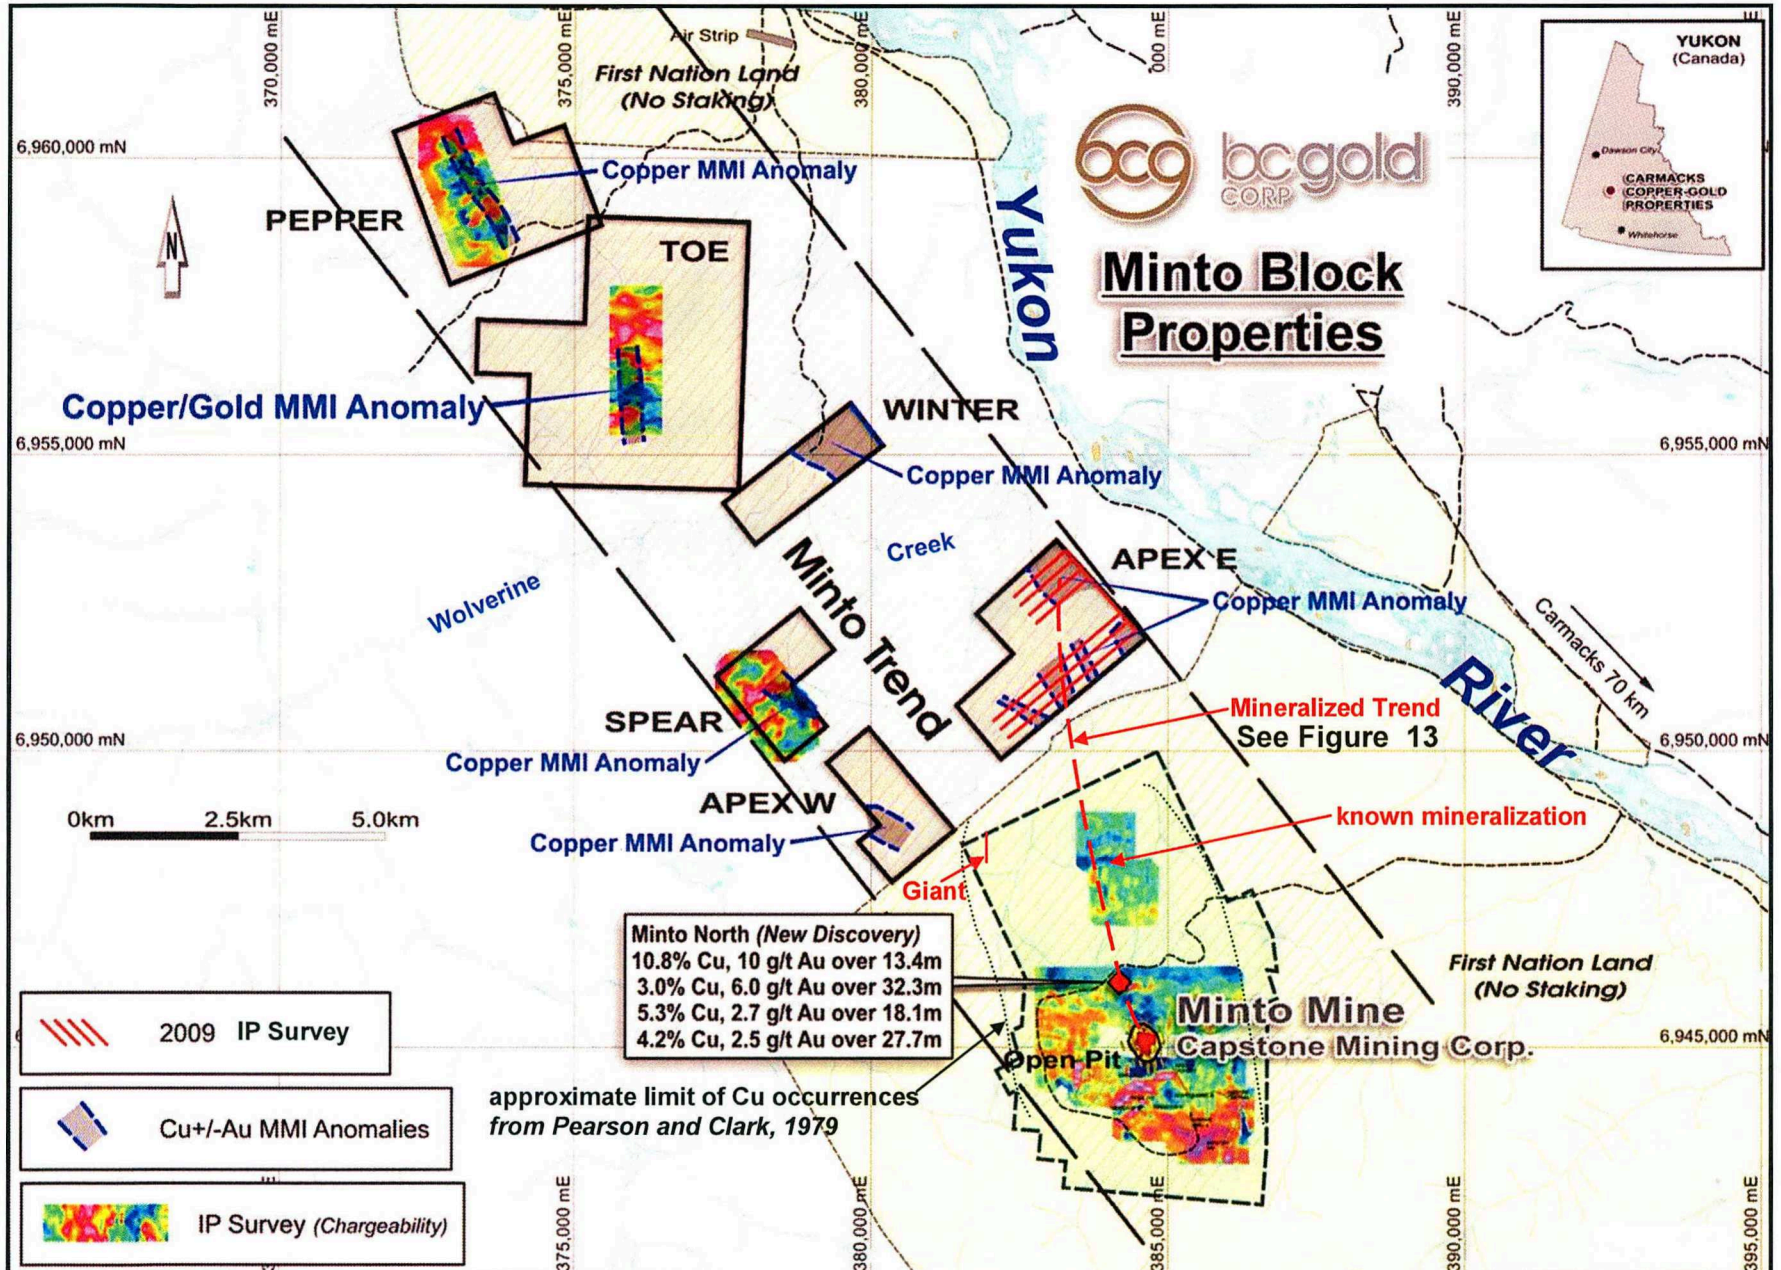 370,000 mE
375,000 mE
380,000 mE
000 mE
390,000 mE
E
Air Strip
First Nation Land
(No Staking)
YUKON
(Canada)
Dawson City
CARMACKS
COPPER-GOLD
PROPERTIES
Whitehorse
bcg
bcgold
CORP
Minto Block
Properties
6,960,000 mN
N
Copper MMI Anomaly
PEPPER
N
TOE
Yukon
Copper/Gold MMI Anomaly
WINTER
6,955,000 mN
6,955,000 mN
Copper MMI Anomaly
Creek
Wolverine
Minto Trend
APEX E
Copper MMI Anomaly
Carmacks 70 km
River
SPEAR
Mineralized Trend
See Figure 13
6,950,000 mN
6,950,000 mN
Copper MMI Anomaly
APEX W
0km
2.5km
5.0km
Copper MMI Anomaly
known mineralization
Giant
Minto North (New Discovery)
10.8% Cu, 10 g/t Au over 13.4m
3.0% Cu, 6.0 g/t Au over 32.3m
5.3% Cu, 2.7 g/t Au over 18.1m
4.2% Cu, 2.5 g/t Au over 27.7m
First Nation Land
(No Staking)
Minto Mine
Capstone Mining Corp.
Open Pit
6,945,000 mN
2009 IP Survey
approximate limit of Cu occurrences
from Pearson and Clark, 1979
Cu+/-Au MMI Anomalies
IP Survey (Chargeability)
375,000 mE
380,000 mE
385,000 mE
390,000 mE
395,000 mE